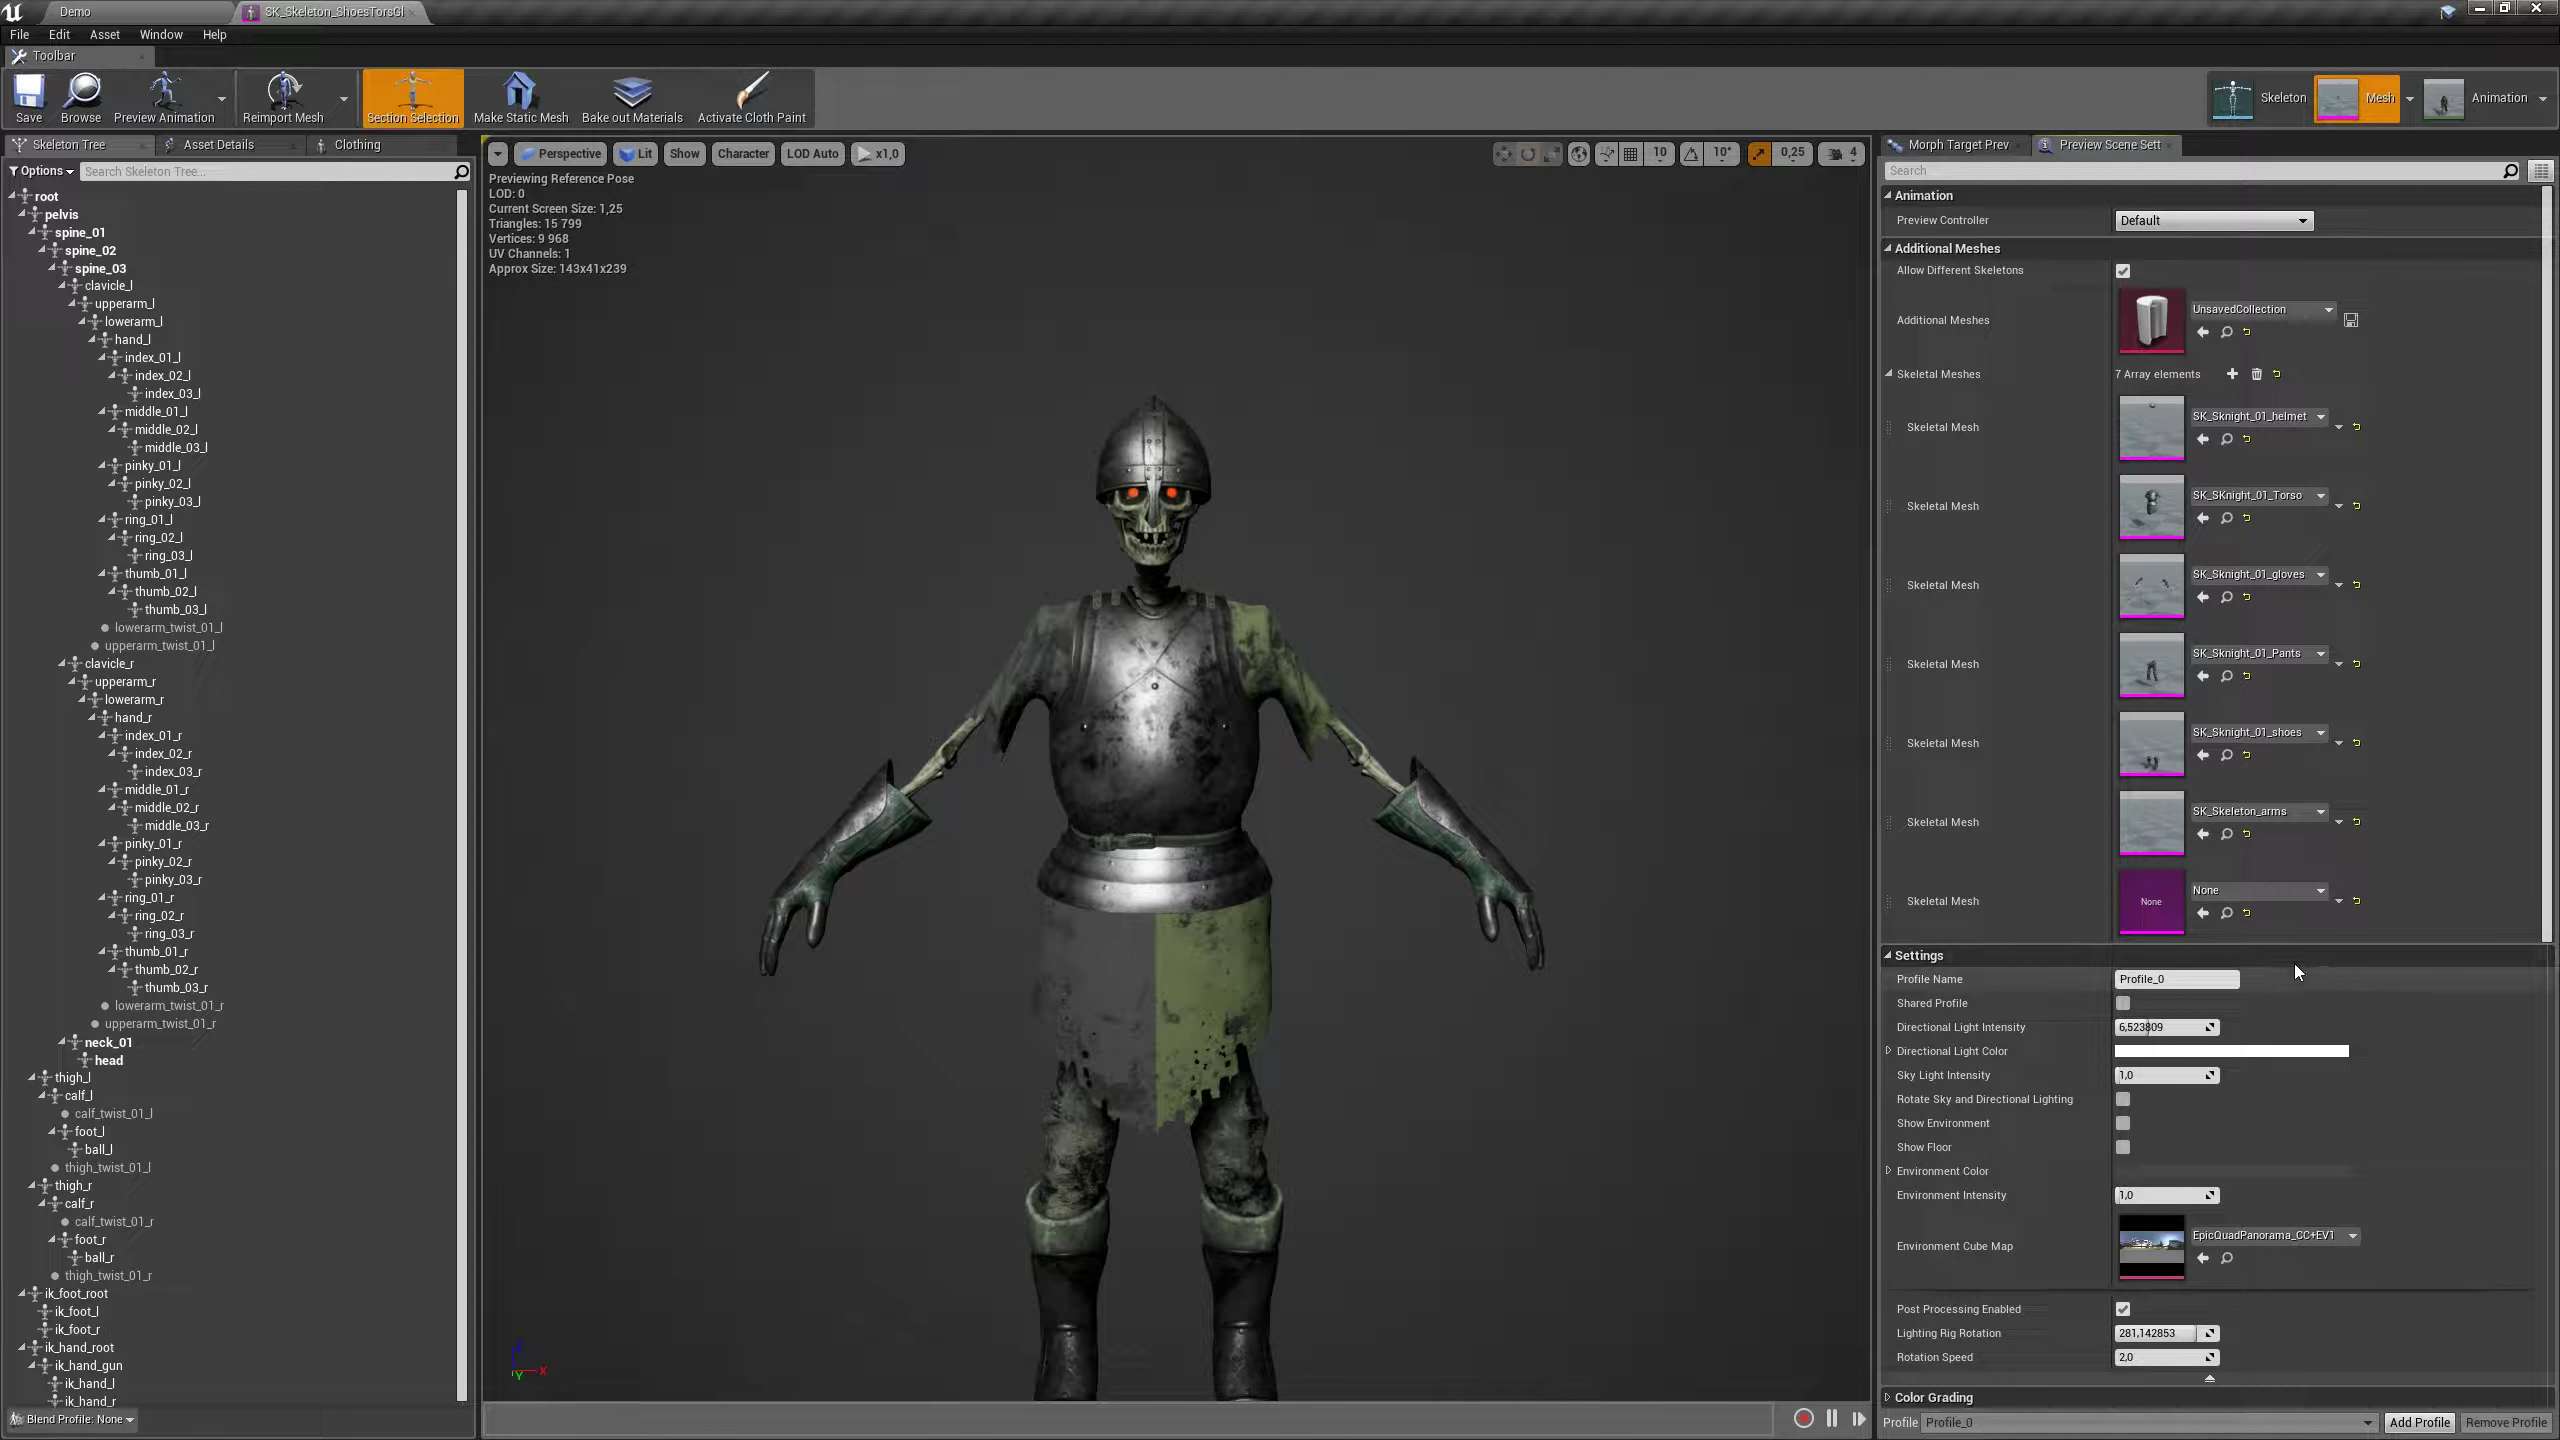 Demo
SK_Skeleton_ShoesTorsGl
File Edit Asset Window Help
Toolbar
Save
Browse
Preview Animation
Reimport Mesh
Section Selection
Make Static Mesh
Bake out Materials
Activate Cloth Paint
Skeleton
Mesh
Animation
Skeleton Tree
Asset Details
Clothing
Options
Search Skeleton Tree...
root
pelvis
spine_01
spine_02
spine_03
clavicle_l
upperarm_l
lowerarm_l
hand_l
index_01_l
index_02_l
index_03_l
middle_01_l
middle_02_l
middle_03_l
pinky_01_l
pinky_02_l
pinky_03_l
ring_01_l
ring_02_l
ring_03_l
thumb_01_l
thumb_02_l
thumb_03_l
lowerarm_twist_01_l
upperarm_twist_01_l
clavicle_r
upperarm_r
lowerarm_r
hand_r
index_01_r
index_02_r
index_03_r
middle_01_r
middle_02_r
middle_03_r
pinky_01_r
pinky_02_r
pinky_03_r
ring_01_r
ring_02_r
ring_03_r
thumb_01_r
thumb_02_r
thumb_03_r
lowerarm_twist_01_r
upperarm_twist_01_r
neck_01
head
thigh_l
calf_l
calf_twist_01_l
foot_l
ball_l
thigh_twist_01_l
thigh_r
calf_r
calf_twist_01_r
foot_r
ball_r
thigh_twist_01_r
ik_foot_root
ik_foot_l
ik_foot_r
ik_hand_root
ik_hand_gun
ik_hand_l
ik_hand_r
Blend Profile: None
Perspective Lit Show Character LOD Auto x1,0
10 10° 0,25 4
Previewing Reference Pose
LOD: 0
Current Screen Size: 1,25
Triangles: 15 799
Vertices: 9 968
UV Channels: 1
Approx Size: 143x41x239
Z
X
Y
Morph Target Prev
Preview Scene Sett
Search
Animation
Preview Controller Default
Additional Meshes
Allow Different Skeletons
Additional Meshes UnsavedCollection
Skeletal Meshes 7 Array elements
Skeletal Mesh SK_Sknight_01_helmet
Skeletal Mesh SK_SKnight_01_Torso
Skeletal Mesh SK_Sknight_01_gloves
Skeletal Mesh SK_Sknight_01_Pants
Skeletal Mesh SK_Sknight_01_shoes
Skeletal Mesh SK_Skeleton_arms
Skeletal Mesh None None
Settings
Profile Name Profile_0
Shared Profile
Directional Light Intensity 6,523809
Directional Light Color
Sky Light Intensity 1,0
Rotate Sky and Directional Lighting
Show Environment
Show Floor
Environment Color
Environment Intensity 1,0
Environment Cube Map EpicQuadPanorama_CC+EV1
Post Processing Enabled
Lighting Rig Rotation 281,142853
Rotation Speed 2,0
Color Grading
Profile Profile_0 Add Profile Remove Profile